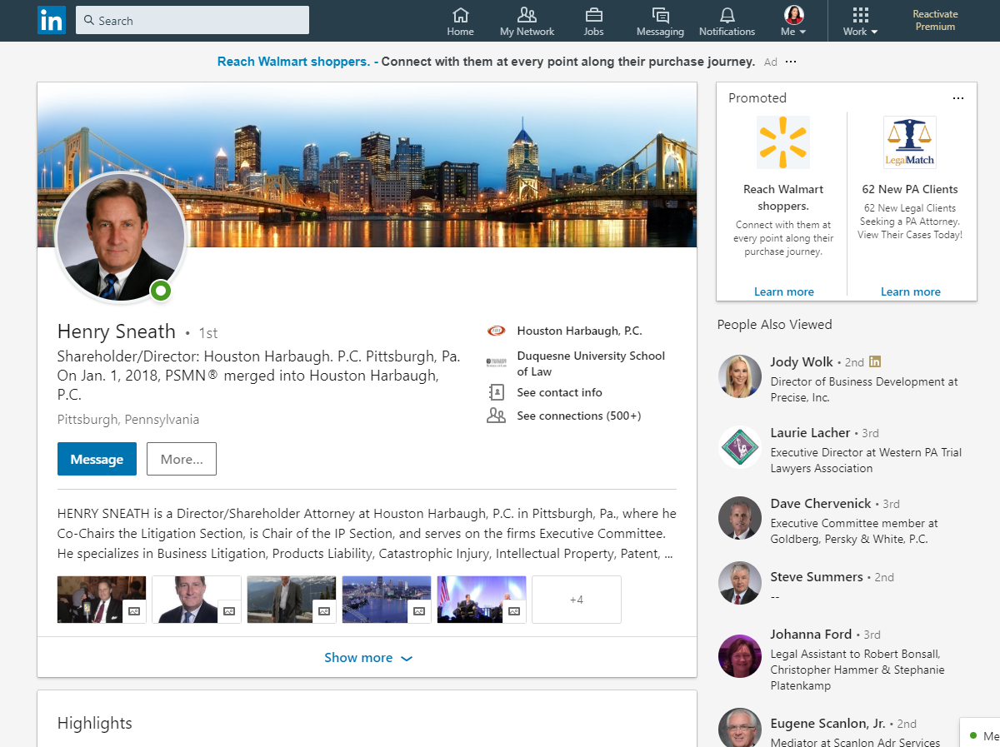 in
Search
Home
My Network
Jobs
Messaging
Notifications
Me
Work
Reactivate
Premium
Reach Walmart shoppers. - Connect with them at every point along their purchase journey. Ad ...
Henry Sneath • 1st
Shareholder/Director: Houston Harbaugh. P.C. Pittsburgh, Pa.
On Jan. 1, 2018, PSMN® merged into Houston Harbaugh,
P.C.
Pittsburgh, Pennsylvania
Houston Harbaugh, P.C.
Duquesne University School
of Law
See contact info
See connections (500+)
Message
More...
HENRY SNEATH is a Director/Shareholder Attorney at Houston Harbaugh, P.C. in Pittsburgh, Pa., where he
Co-Chairs the Litigation Section, is Chair of the IP Section, and serves on the firms Executive Committee.
He specializes in Business Litigation, Products Liability, Catastrophic Injury, Intellectual Property, Patent, ...
+4
Show more
Highlights
Promoted ...
LegalMatch
Reach Walmart
shoppers.
Connect with them at
every point along their
purchase journey.
Learn more
62 New PA Clients
62 New Legal Clients
Seeking a PA Attorney.
View Their Cases Today!
Learn more
People Also Viewed
Jody Wolk • 2nd in
Director of Business Development at
Precise, Inc.
Laurie Lacher • 3rd
Executive Director at Western PA Trial
Lawyers Association
Dave Chervenick • 3rd
Executive Committee member at
Goldberg, Persky & White, P.C.
Steve Summers • 2nd
--
Johanna Ford • 3rd
Legal Assistant to Robert Bonsall,
Christopher Hammer & Stephanie
Platenkamp
Eugene Scanlon, Jr. • 2nd
Mediator at Scanlon Adr Services
Me